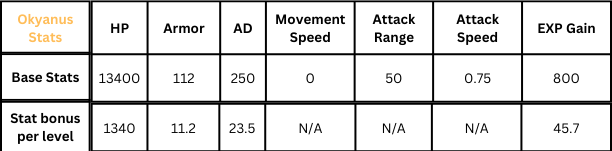 Okyanus Stats HP Armor AD Movement Speed Attack Range Attack Speed EXP Gain
Base Stats 13400 112 250 0 50 0.75 800
Stat bonus per level 1340 11.2 23.5 N/A N/A N/A 45.7